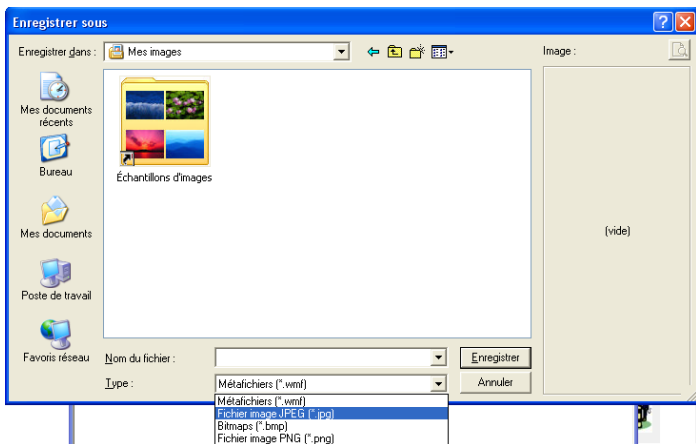 Enregistrer sous
Enregistrer dans :
Mes images
Image :
Mes documents
récents
Bureau
Mes documents
Poste de travail
Favoris réseau
Échantillons d'images
(vide)
Nom du fichier :
Enregistrer
Type :
Métafichiers (*.wmf)
Annuler
Métafichiers (*.wmf)
Fichier image JPEG (*.jpg)
Bitmaps (*.bmp)
Fichier image PNG (*.png)